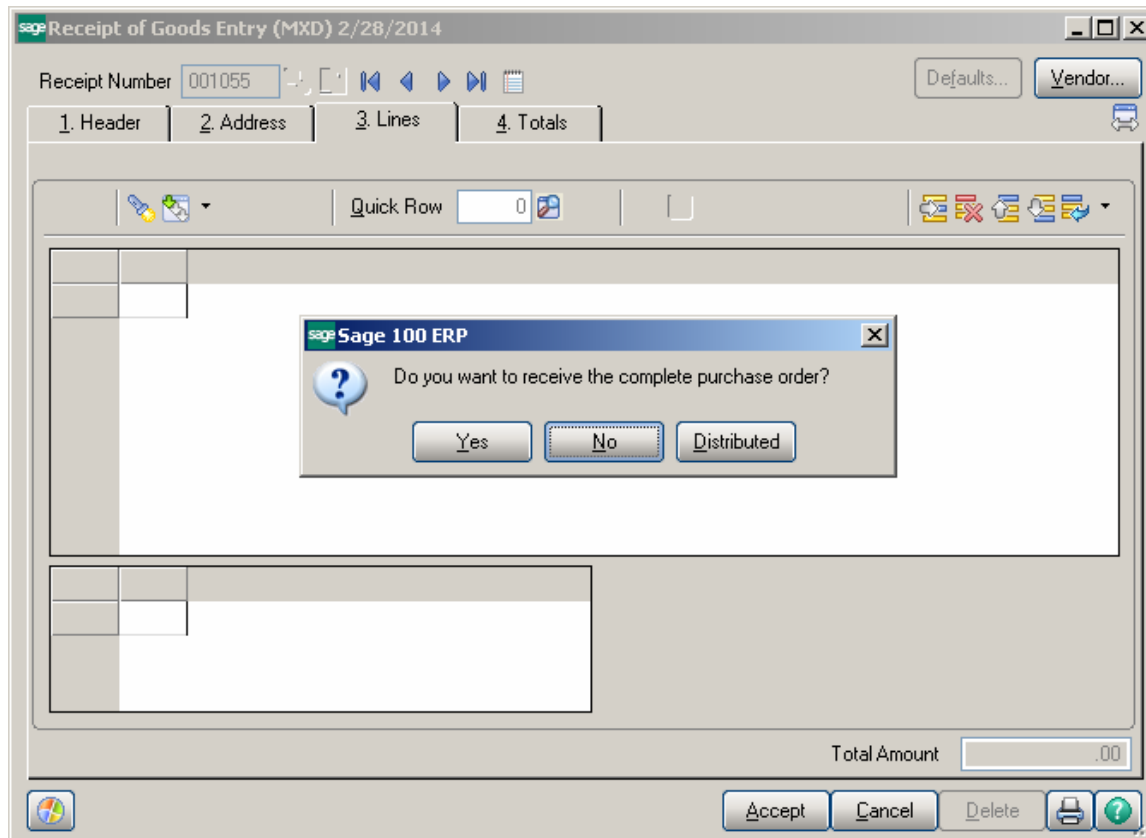 sage Receipt of Goods Entry (MXD) 2/28/2014
Receipt Number 001055 Defaults... Vendor...
1. Header 2. Address 3. Lines 4. Totals
Quick Row 0
sage Sage 100 ERP
Do you want to receive the complete purchase order?
Yes No Distributed
Total Amount .00
Accept Cancel Delete